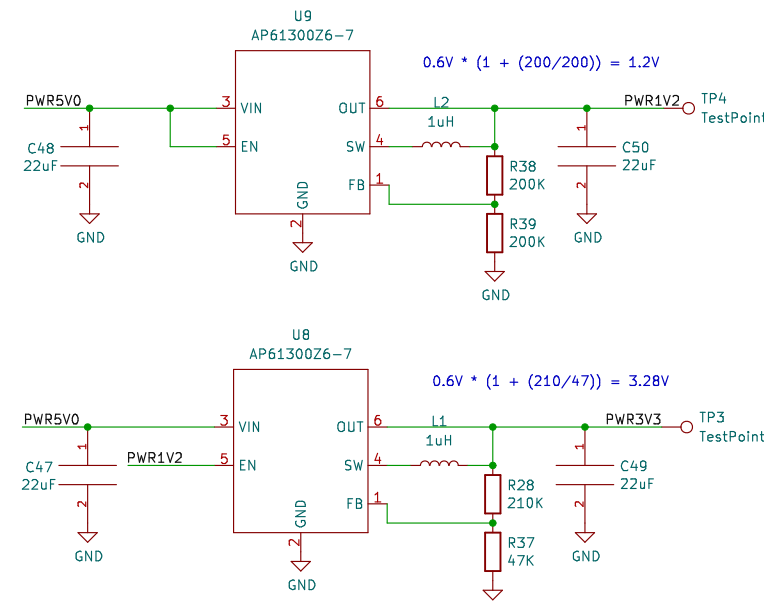 U9
AP61300Z6-7
0.6V * (1 + (200/200)) = 1.2V
PWR5V0
3
VIN
OUT
6
L2
1uH
PWR1V2
TP4
TestPoint
1
C48
22uF
2
GND
5
EN
SW
4
FB
1
GND
2
GND
R38
200K
R39
200K
GND
1
C50
22uF
2
GND
U8
AP61300Z6-7
0.6V * (1 + (210/47)) = 3.28V
PWR5V0
3
VIN
OUT
6
L1
1uH
PWR3V3
TP3
TestPoint
1
C47
22uF
2
GND
PWR1V2
5
EN
SW
4
FB
1
GND
2
GND
R28
210K
R37
47K
1
C49
22uF
2
GND